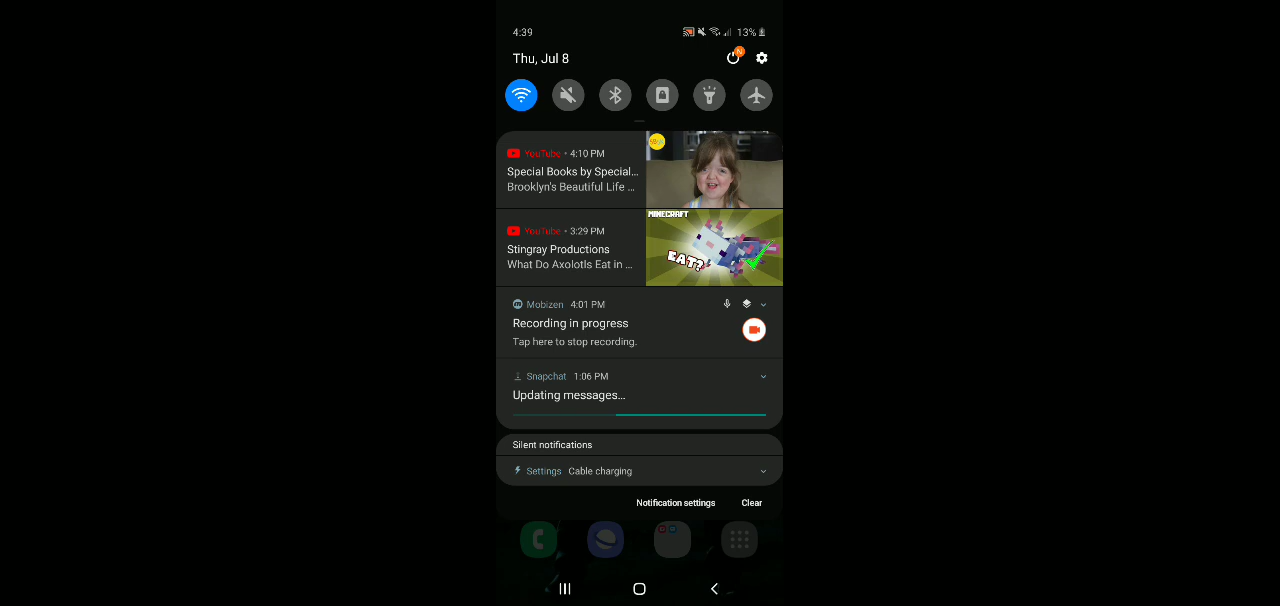 4:39
13%
Thu, Jul 8
N
YouTube • 4:10 PM
Special Books by Special...
Brooklyn's Beautiful Life ...
YouTube • 3:29 PM
Stingray Productions
What Do Axolotls Eat in ...
MINECRAFT
EAT?
Mobizen 4:01 PM
Recording in progress
Tap here to stop recording.
Snapchat 1:06 PM
Updating messages...
Silent notifications
Settings Cable charging
Notification settings
Clear